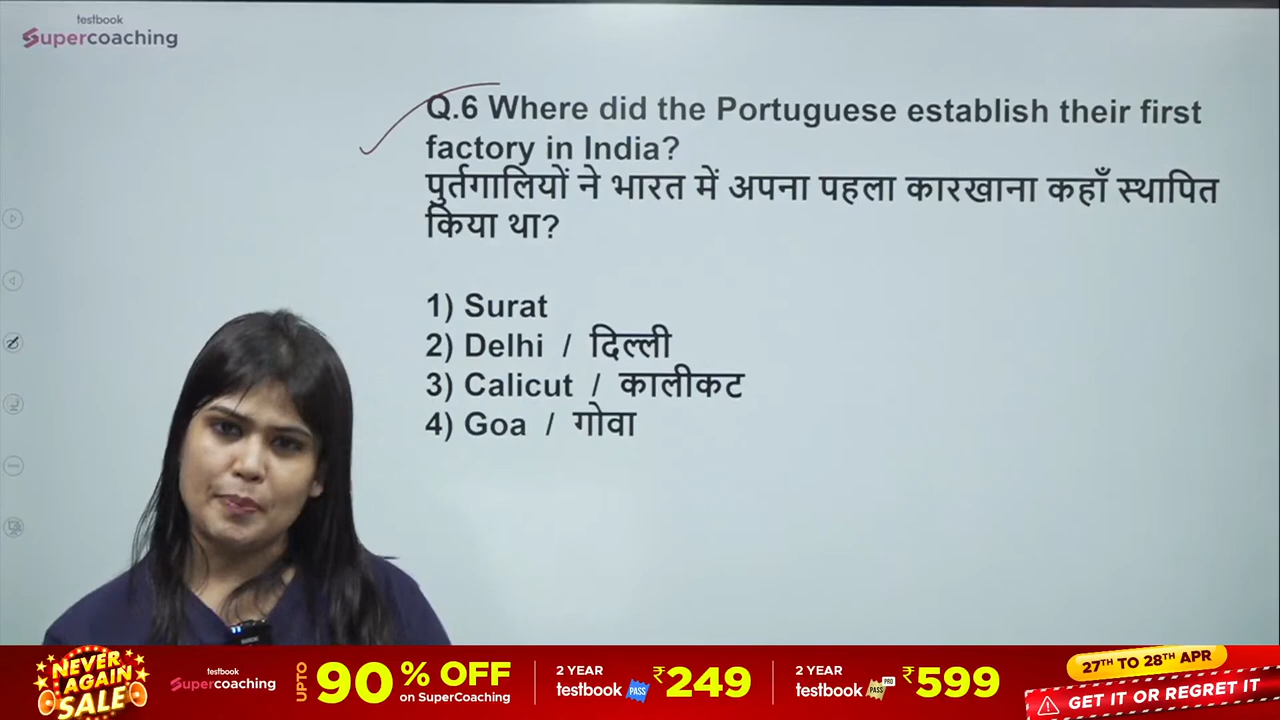 testbook
Supercoaching
Q.6 Where did the Portuguese establish their first
factory in India?
पुर्तगालियों ने भारत में अपना पहला कारखाना कहाँ स्थापित
किया था?
1) Surat
2) Delhi / दिल्ली
3) Calicut / कालीकट
4) Goa / गोवा
NEVER
AGAIN
SALE
testbook
Supercoaching
UPTO
90% OFF
on SuperCoaching
2 YEAR
testbook PASS
₹249
2 YEAR
testbook PASS PRO
₹599
27TH TO 28TH APR
GET IT OR REGRET IT